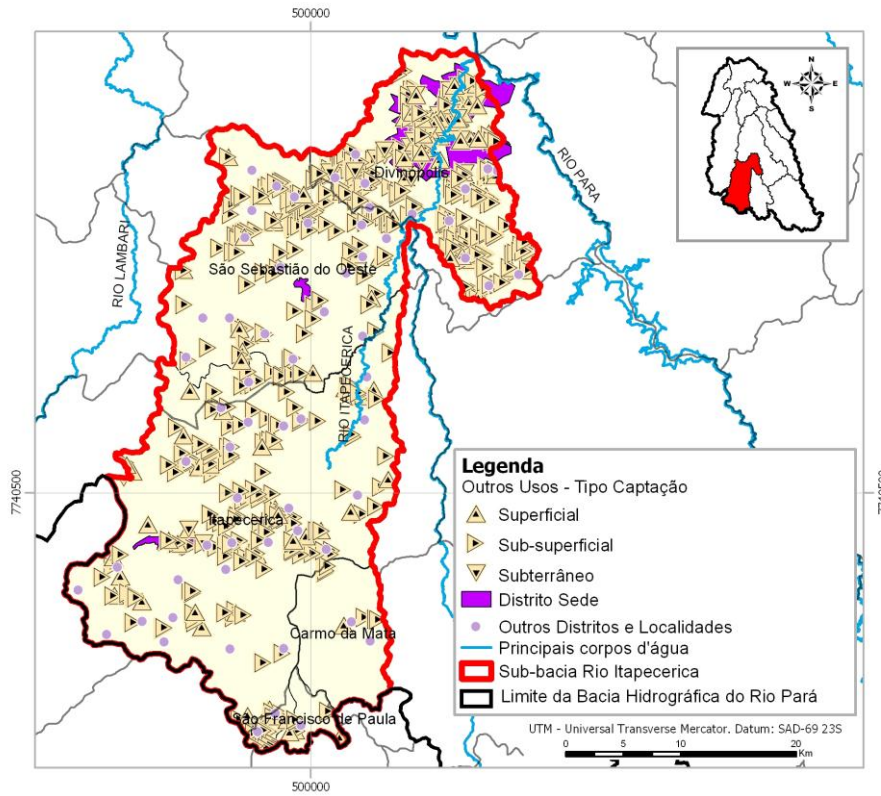 500000
N
W E
S
RIO PARA
Divinopolis
RIO LAMBARI
São Sebastião do Oeste
RIO ITAPECERICA
Legenda
Outros Usos - Tipo Captação
7740500
7740500
Superficial
Itapecerica
Sub-superficial
Subterrâneo
Distrito Sede
Outros Distritos e Localidades
Carmo da Mata
Principais corpos d'água
Sub-bacia Rio Itapecerica
Limite da Bacia Hidrográfica do Rio Pará
São Francisco de Paula
UTM - Universal Transverse Mercator. Datum: SAD-69 23S
0 5 10 20
Km
500000